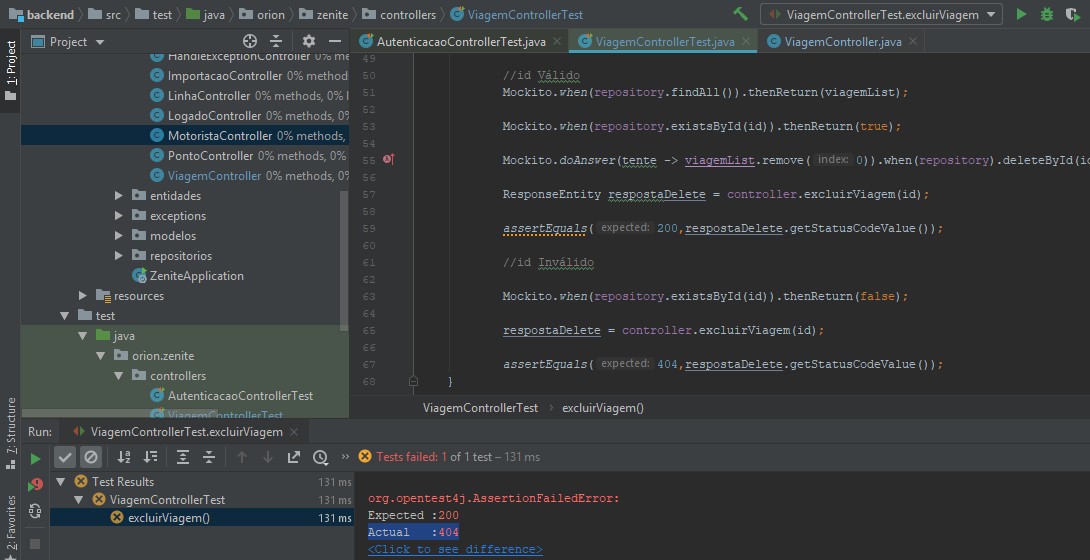 backend > src > test > java > orion > zenite > controllers > ViagemControllerTest
ViagemControllerTest.excluirViagem
1: Project
Project
AutenticacaoControllerTest.java
ViagemControllerTest.java
ViagemController.java
HandleExceptionController 0% me
ImportacaoController 0% method
LinhaController 0% methods, 0% l
LogadoController 0% methods, 0%
MotoristaController 0% methods,
PontoController 0% methods, 0%
ViagemController 0% methods, 0%
entidades
exceptions
modelos
repositorios
ZeniteApplication
resources
test
java
orion.zenite
controllers
AutenticacaoControllerTest
ViagemControllerTest
49
50 //id Válido
51 Mockito.when(repository.findAll()).thenReturn(viagemList);
52
53 Mockito.when(repository.existsById(id)).thenReturn(true);
54
55 Mockito.doAnswer(tente -> viagemList.remove( index: 0)).when(repository).deleteById(id
56
57 ResponseEntity respostaDelete = controller.excluirViagem(id);
58
59 assertEquals( expected: 200,respostaDelete.getStatusCodeValue());
60
61 //id Inválido
62
63 Mockito.when(repository.existsById(id)).thenReturn(false);
64
65 respostaDelete = controller.excluirViagem(id);
66
67 assertEquals( expected: 404,respostaDelete.getStatusCodeValue());
68 }
ViagemControllerTest > excluirViagem()
7: Structure
2: Favorites
Run: ViagemControllerTest.excluirViagem
» Tests failed: 1 of 1 test – 131 ms
Test Results 131 ms
ViagemControllerTest 131 ms
excluirViagem() 131 ms
org.opentest4j.AssertionFailedError:
Expected :200
Actual :404
<Click to see difference>